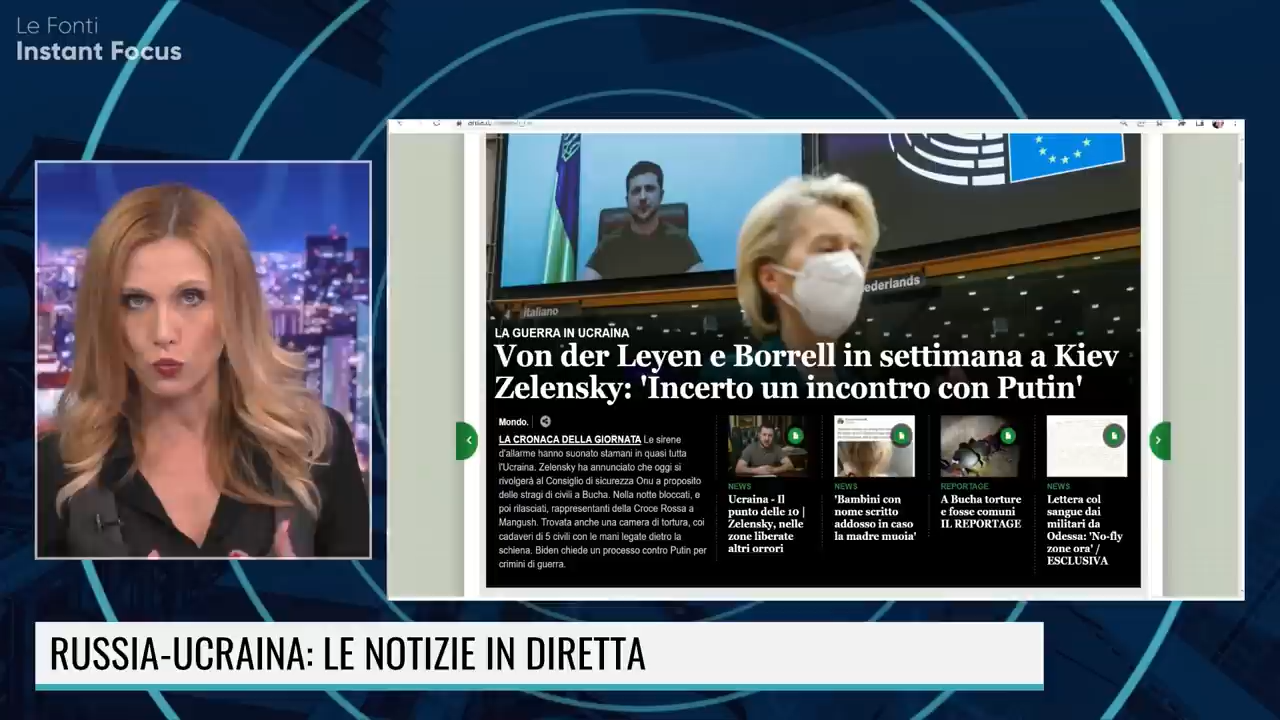 Le Fonti
Instant Focus
italiano
ederlands
LA GUERRA IN UCRAINA
Von der Leyen e Borrell in settimana a Kiev
Zelensky: 'Incerto un incontro con Putin'
Mondo.
LA CRONACA DELLA GIORNATA Le sirene
d'allarme hanno suonato stamani in quasi tutta
l'Ucraina. Zelensky ha annunciato che oggi si
rivolgerà al Consiglio di sicurezza Onu a proposito
delle stragi di civili a Bucha. Nella notte bloccati, e
poi rilasciati, rappresentanti della Croce Rossa a
Mangush. Trovata anche una camera di tortura, coi
cadaveri di 5 civili con le mani legate dietro la
schiena. Biden chiede un processo contro Putin per
crimini di guerra.
NEWS
Ucraina - Il
punto delle 10 |
Zelensky, nelle
zone liberate
altri orrori
NEWS
'Bambini con
nome scritto
addosso in caso
la madre muoia'
REPORTAGE
A Bucha torture
e fosse comuni
IL REPORTAGE
NEWS
Lettera col
sangue dai
militari da
Odessa: 'No-fly
zone ora' /
ESCLUSIVA
RUSSIA-UCRAINA: LE NOTIZIE IN DIRETTA